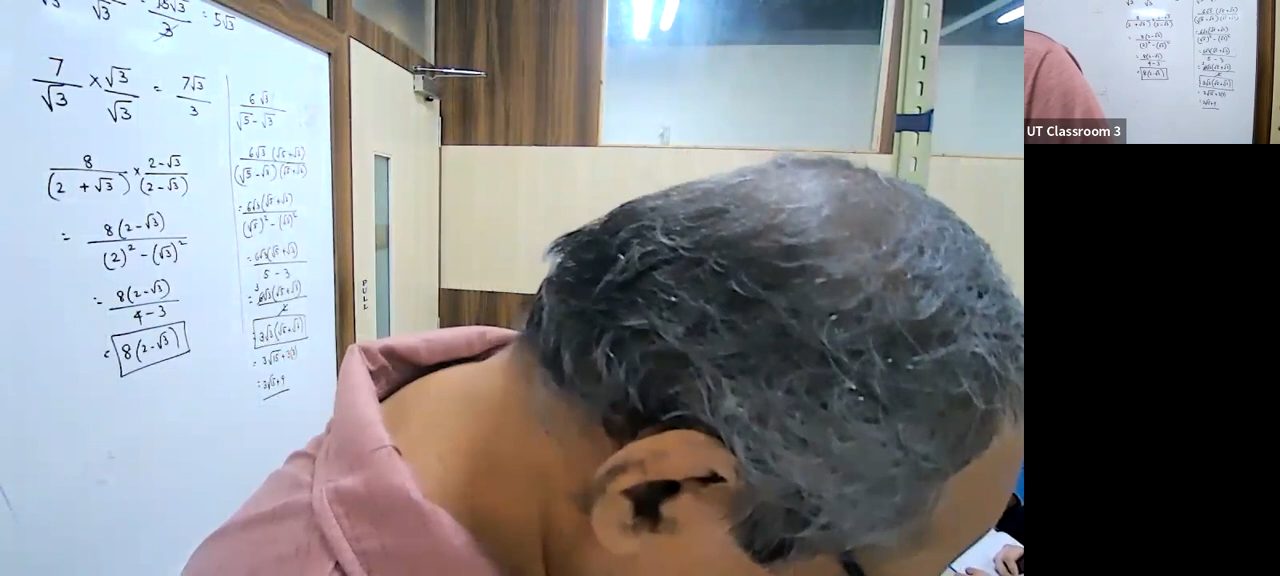 = 15√3/3 = 5√3
7/√3 × √3/√3 = 7√3/3
8/(2 + √3) × (2-√3)/(2-√3)
= 8(2-√3)/((2)² - (√3)²)
= 8(2-√3)/(4-3)
= 8(2-√3)
6√3/(√5-√3)
6√3(√5+√3)/((√5-√3)(√5+√3))
= 6√3(√5+√3)/((√5)² - (√3)²)
= 6√3(√5+√3)/(5-3)
3√3(√5+√3)
= 3√15+3(3)
PULL
UT Classroom 3